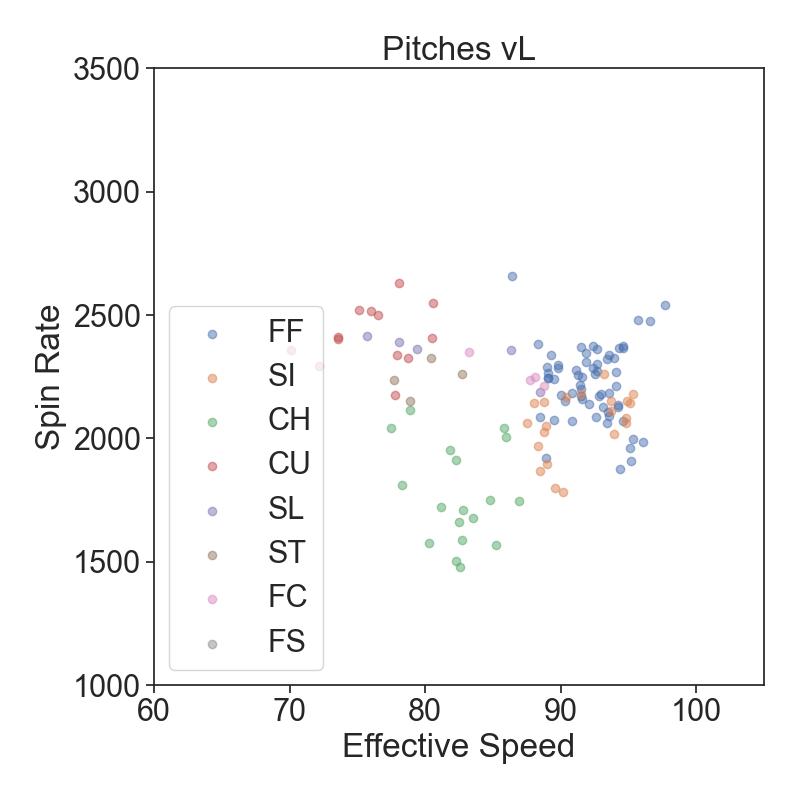 Pitches vL
3500
3000
2500
2000
1500
1000
Spin Rate
FF
SI
CH
CU
SL
ST
FC
FS
60 70 80 90 100
Effective Speed